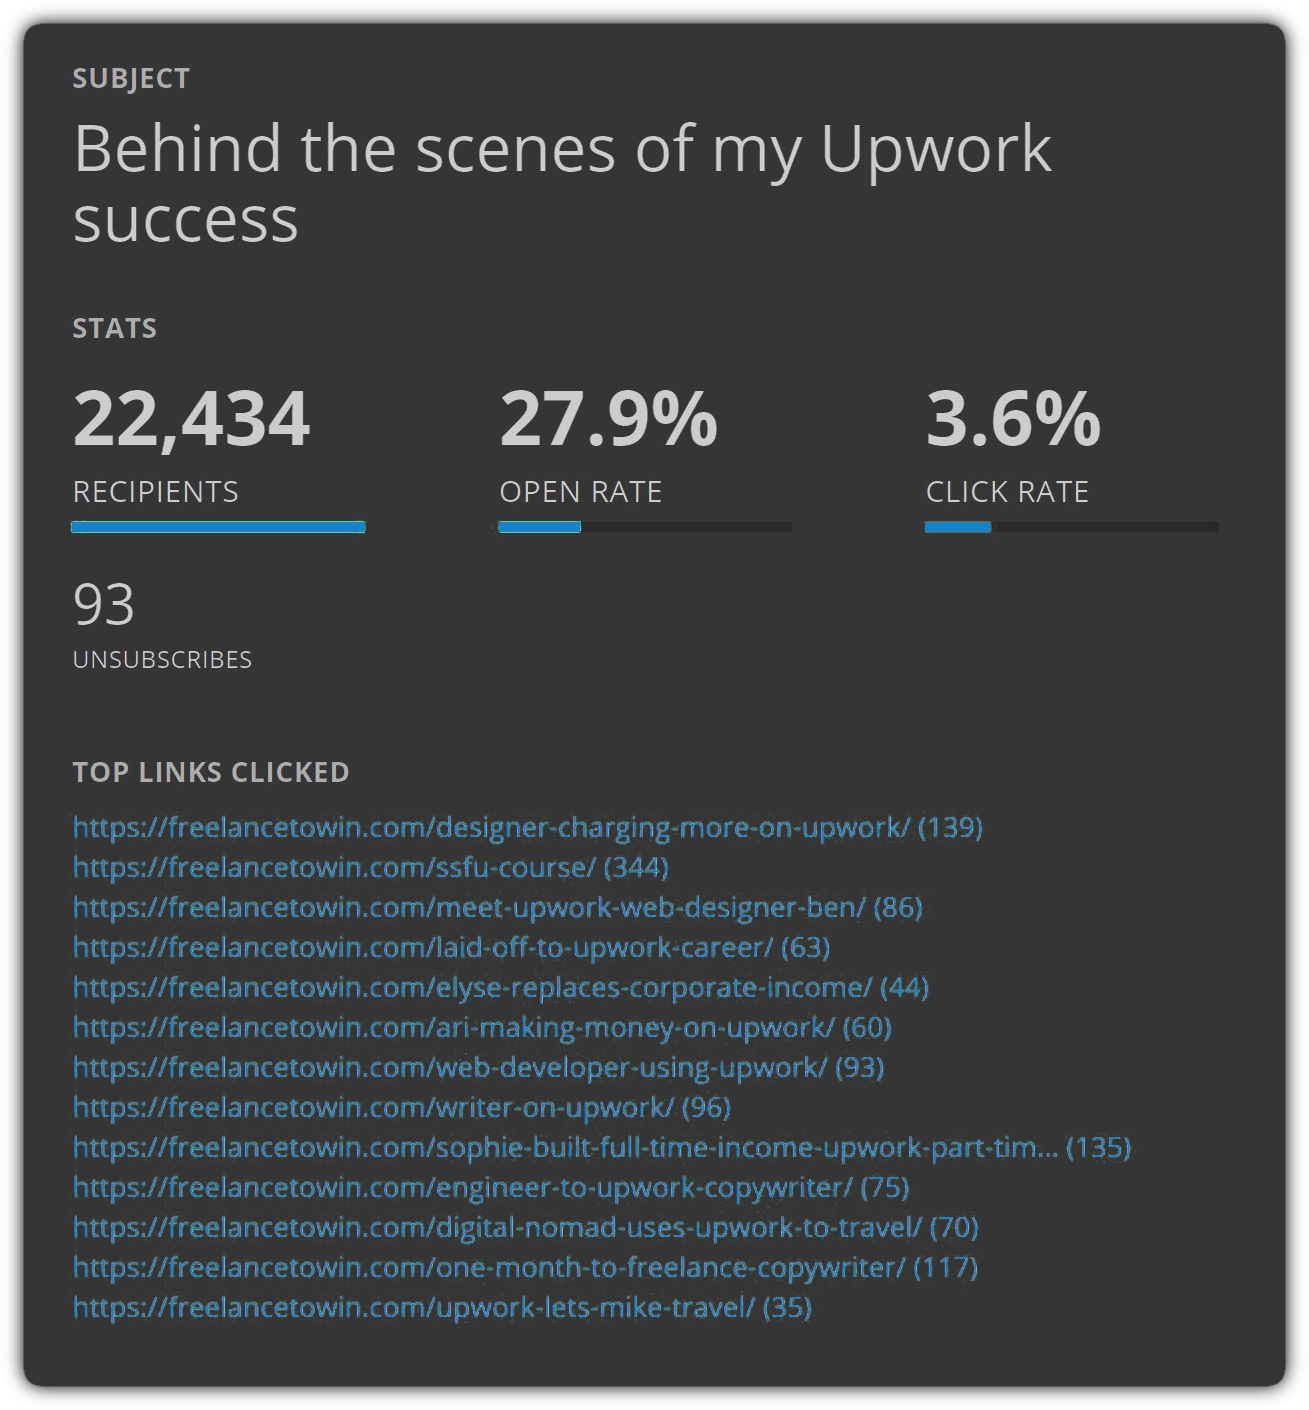 SUBJECT
Behind the scenes of my Upwork
success
STATS
22,434 27.9% 3.6%
RECIPIENTS OPEN RATE CLICK RATE
93
UNSUBSCRIBES
TOP LINKS CLICKED
https://freelancetowin.com/designer-charging-more-on-upwork/ (139)
https://freelancetowin.com/ssfu-course/ (344)
https://freelancetowin.com/meet-upwork-web-designer-ben/ (86)
https://freelancetowin.com/laid-off-to-upwork-career/ (63)
https://freelancetowin.com/elyse-replaces-corporate-income/ (44)
https://freelancetowin.com/ari-making-money-on-upwork/ (60)
https://freelancetowin.com/web-developer-using-upwork/ (93)
https://freelancetowin.com/writer-on-upwork/ (96)
https://freelancetowin.com/sophie-built-full-time-income-upwork-part-tim... (135)
https://freelancetowin.com/engineer-to-upwork-copywriter/ (75)
https://freelancetowin.com/digital-nomad-uses-upwork-to-travel/ (70)
https://freelancetowin.com/one-month-to-freelance-copywriter/ (117)
https://freelancetowin.com/upwork-lets-mike-travel/ (35)